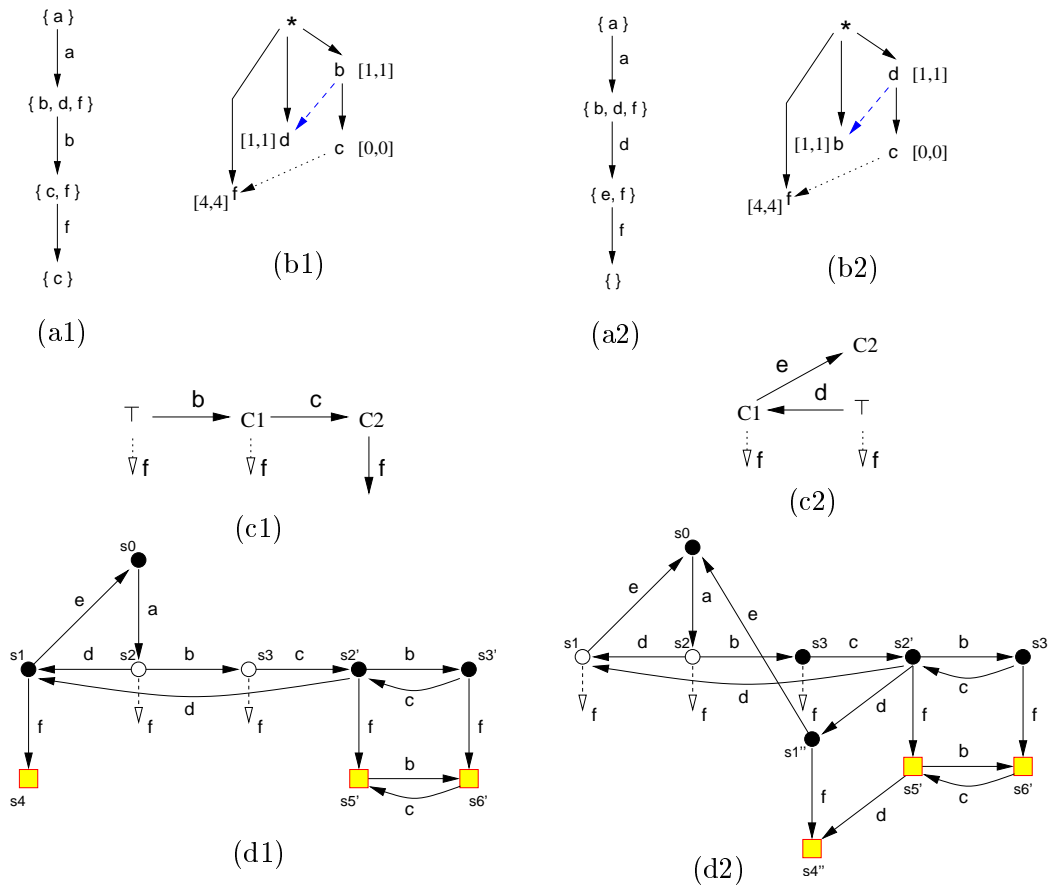 { a }
a
{ b, d, f }
b
{ c, f }
f
{ c }
(a1)
*
b [1,1]
[1,1] d
c [0,0]
[4,4] f
(b1)
{ a }
a
{ b, d, f }
d
{ e, f }
f
{ }
(a2)
*
d [1,1]
[1,1] b
c [0,0]
[4,4] f
(b2)
⊤ b C1 c C2
f f f
(c1)
C2
e
C1 d ⊤
f f
(c2)
s0
e a
s1 d s2 b s3 c s2' b s3'
d c
f f f f f
b
s4 s5' c s6'
(d1)
s0
e a e
s1 d s2 b s3 c s2' b s3
d c
f f f d f f
s1''
b
f s5' c s6'
d
s4''
(d2)